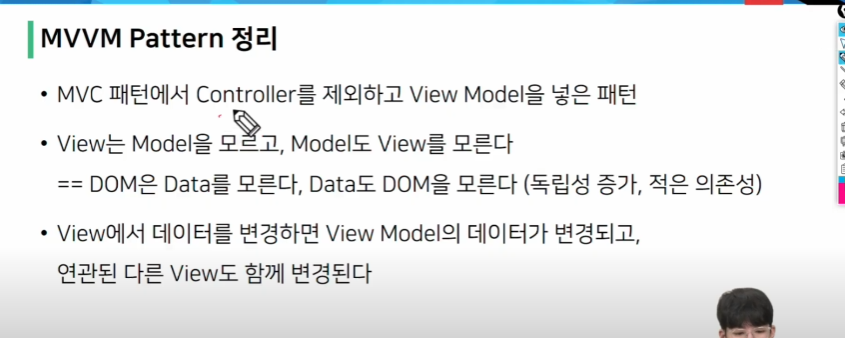 MVVM Pattern 정리
• MVC 패턴에서 Controller를 제외하고 View Model을 넣은 패턴
• View는 Model을 모르고, Model도 View를 모른다
== DOM은 Data를 모른다, Data도 DOM을 모른다 (독립성 증가, 적은 의존성)
• View에서 데이터를 변경하면 View Model의 데이터가 변경되고,
연관된 다른 View도 함께 변경된다